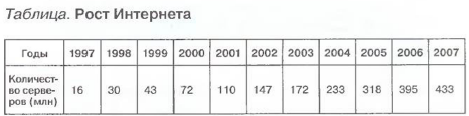 Таблица. Рост Интернета
Годы 1997 1998 1999 2000 2001 2002 2003 2004 2005 2006 2007
Количест-
во серве- 16 30 43 72 110 147 172 233 318 395 433
ров (млн)